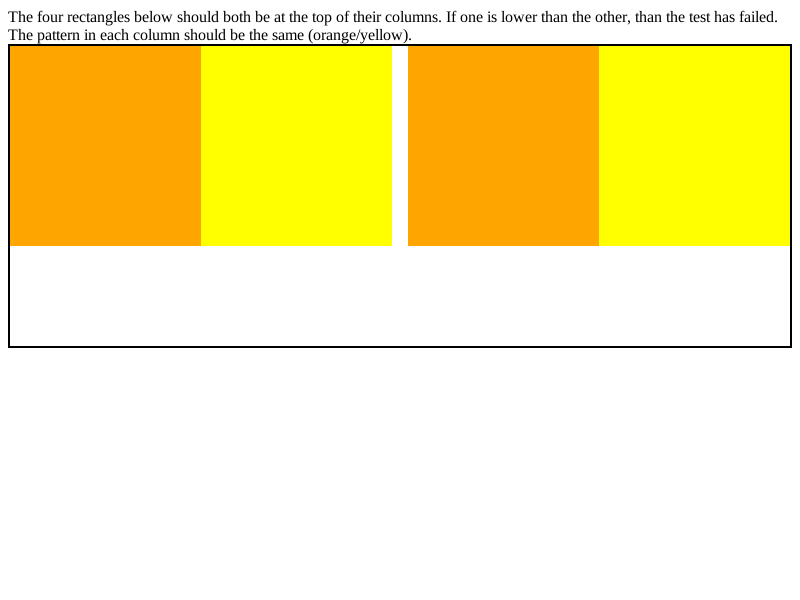 The four rectangles below should both be at the top of their columns. If one is lower than the other, than the test has failed.
The pattern in each column should be the same (orange/yellow).